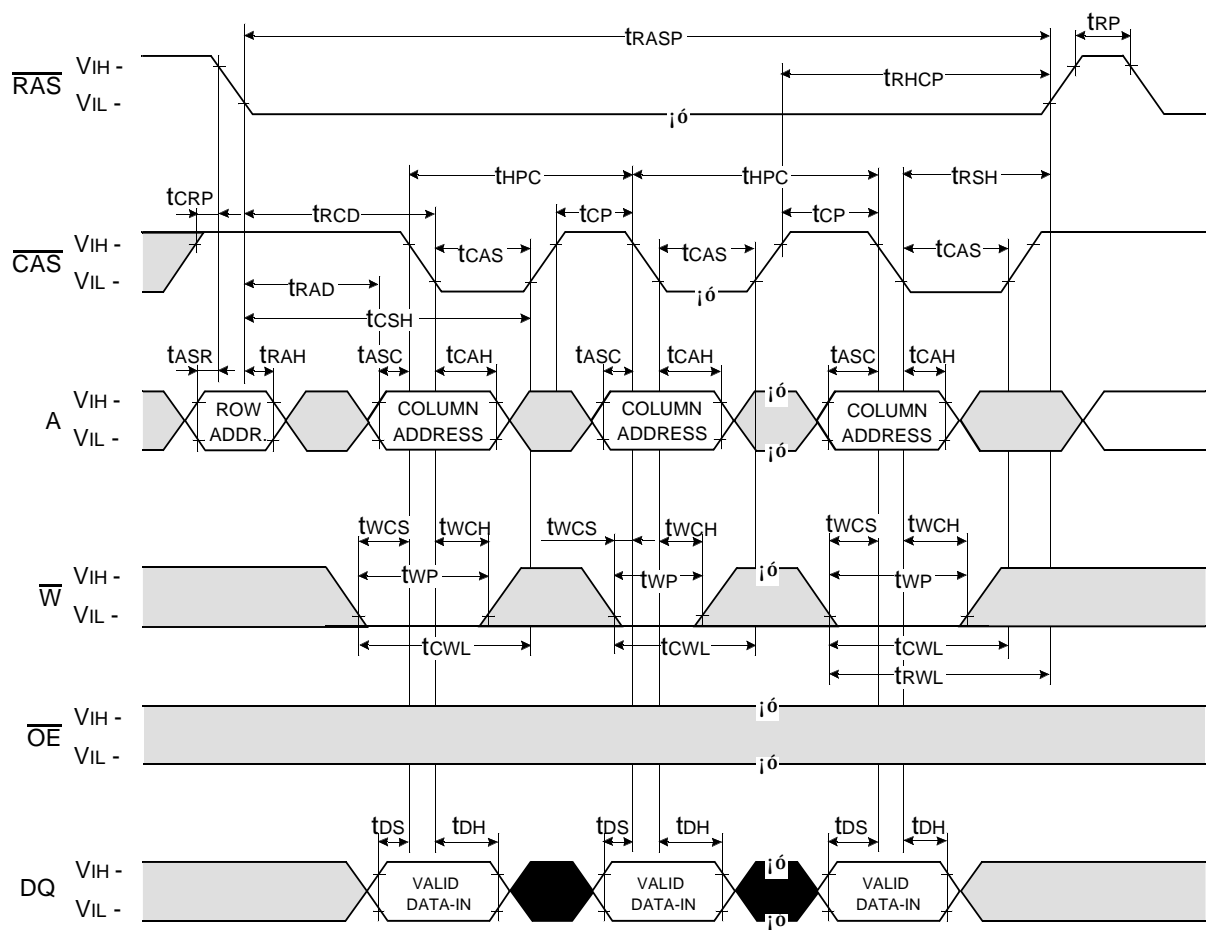 tRASP
tRP
tRHCP
RAS
VIH -
VIL -
¡ó
tHPC
tHPC
tRSH
tCRP
tRCD
tCP
tCP
tCAS
tCAS
tCAS
CAS
VIH -
VIL -
¡ó
tRAD
tCSH
tASR
tRAH
tASC
tCAH
tASC
tCAH
tASC
tCAH
A
VIH -
VIL -
ROW
ADDR.
COLUMN
ADDRESS
COLUMN
ADDRESS
¡ó
¡ó
COLUMN
ADDRESS
tWCS
tWCH
tWCS
tWCH
tWCS
tWCH
W
VIH -
VIL -
tWP
tWP
¡ó
tWP
tCWL
tCWL
tCWL
tRWL
OE
VIH -
VIL -
¡ó
¡ó
tDS
tDH
tDS
tDH
tDS
tDH
DQ
VIH -
VIL -
VALID
DATA-IN
VALID
DATA-IN
¡ó
¡ó
VALID
DATA-IN